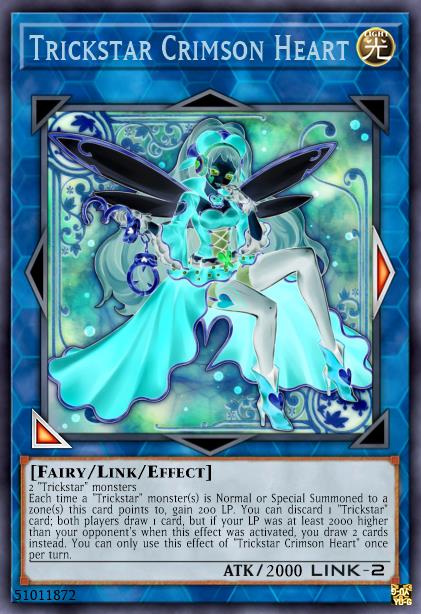 TRICKSTAR CRIMSON HEART
LIGHT
光
[FAIRY/LINK/EFFECT]
2 "Trickstar" monsters
Each time a "Trickstar" monster(s) is Normal or Special Summoned to a
zone(s) this card points to, gain 200 LP. You can discard 1 "Trickstar"
card; both players draw 1 card, but if your LP was at least 2000 higher
than your opponent's when this effect was activated, you draw 2 cards
instead. You can only use this effect of "Trickstar Crimson Heart" once
per turn.
ATK/2000 LINK-2
51011872